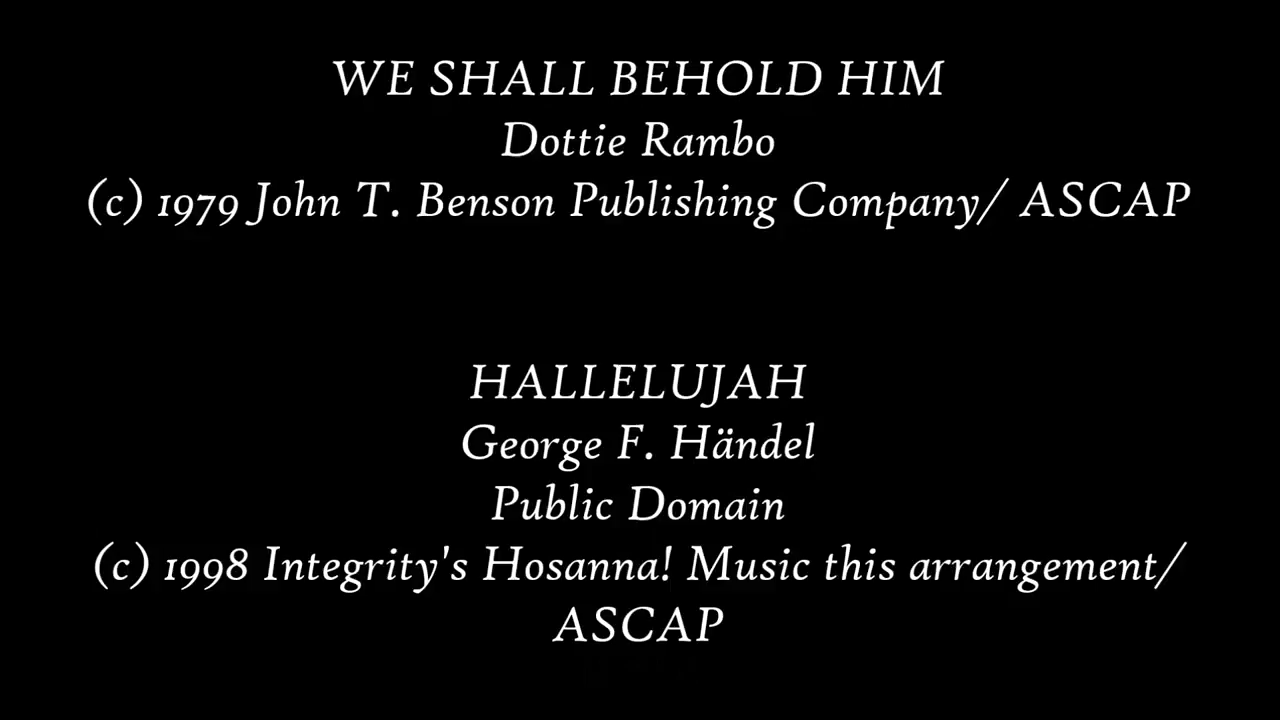 WE SHALL BEHOLD HIM
Dottie Rambo
(c) 1979 John T. Benson Publishing Company/ ASCAP
HALLELUJAH
George F. Händel
Public Domain
(c) 1998 Integrity's Hosanna! Music this arrangement/
ASCAP